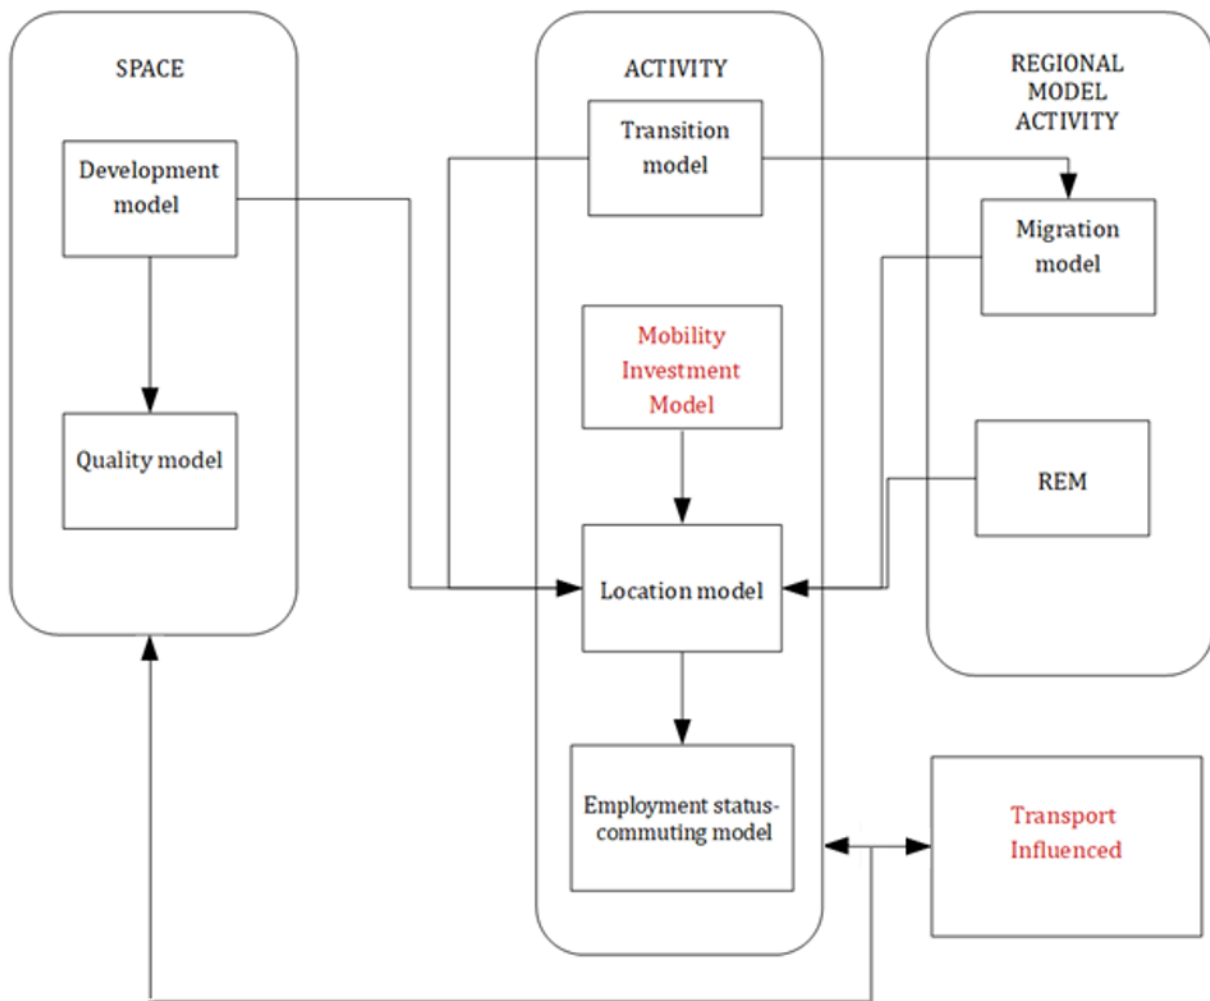 SPACE
Development
model
Quality model
ACTIVITY
Transition
model
Mobility
Investment
Model
Location model
Employment status-
commuting model
REGIONAL
MODEL
ACTIVITY
Migration
model
REM
Transport
Influenced